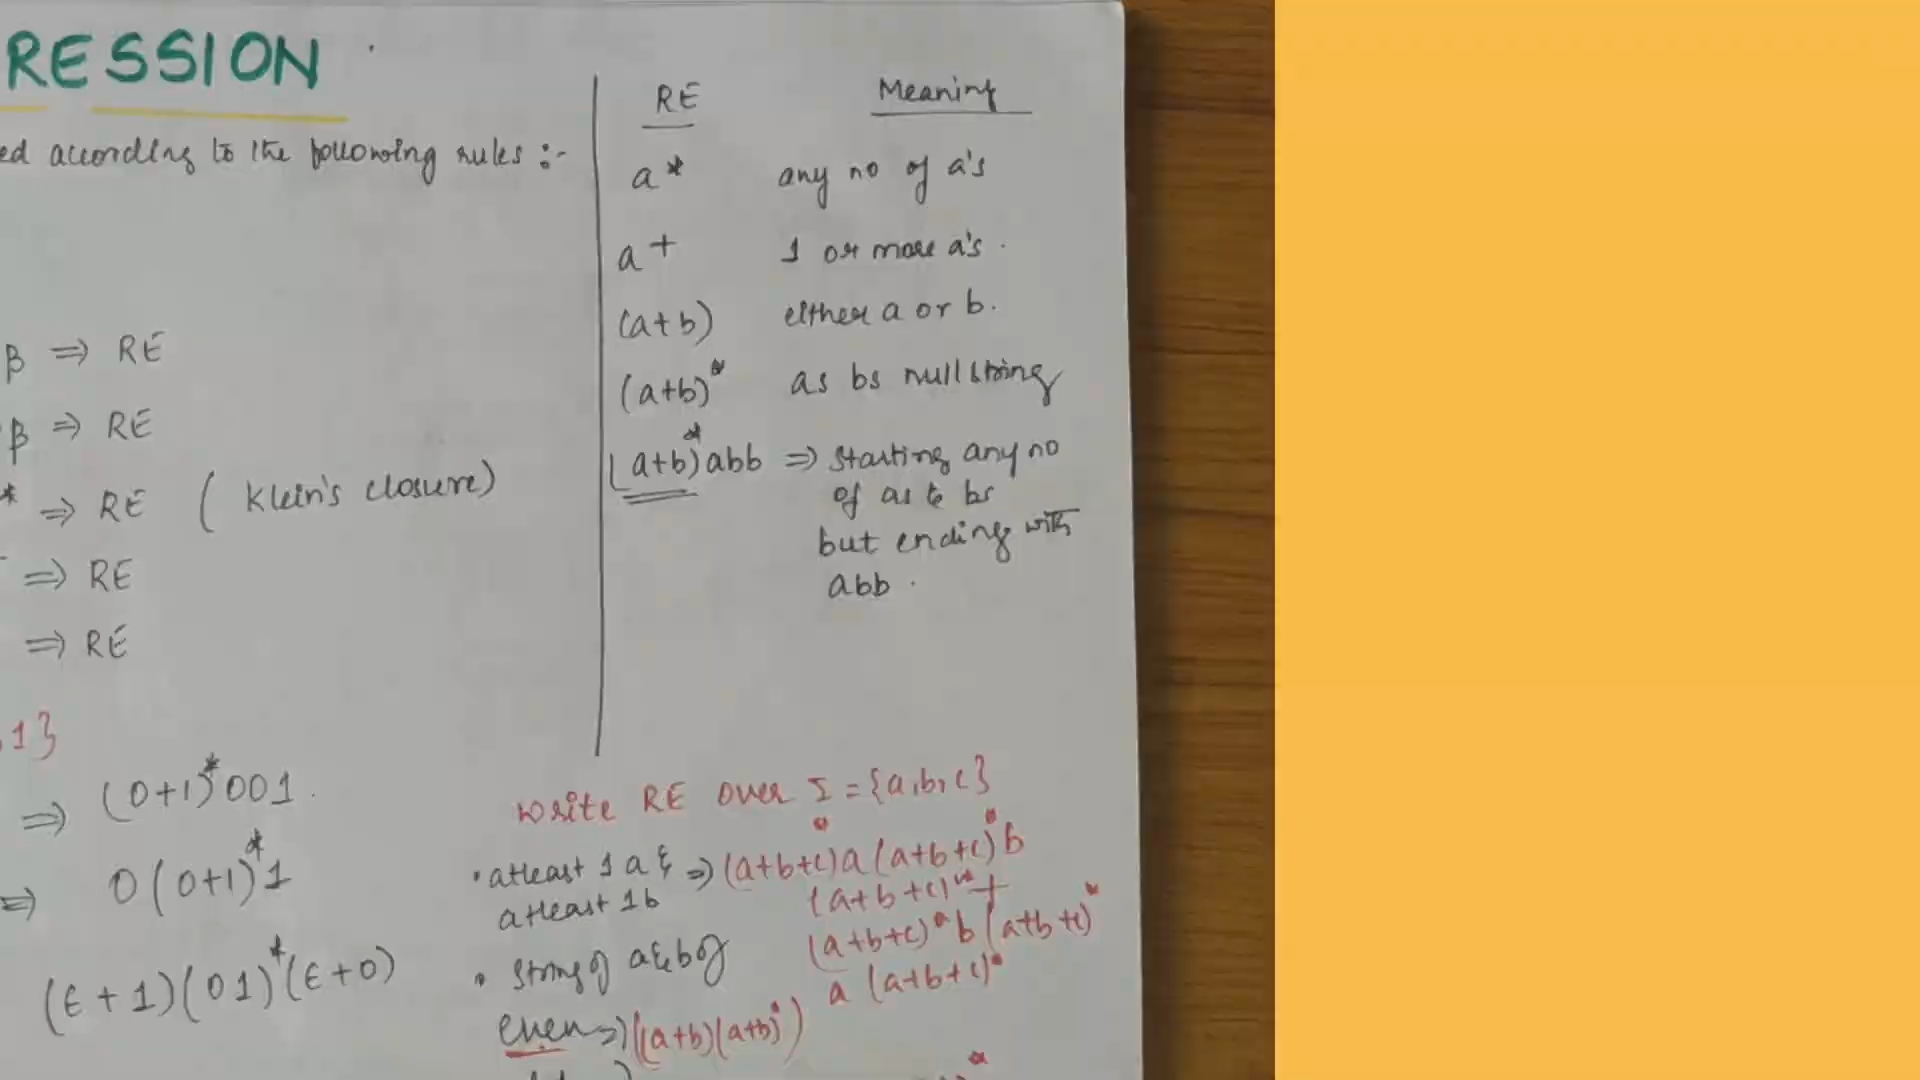 RESSION
ed according to the following rules :-
β ⇒ RE
β ⇒ RE
* ⇒ RE ( Klein's closure)
⇒ RE
⇒ RE
1}
⇒ (0+1)*001.
⇒ 0(0+1)*1
(ε+1)(01)*(ε+0)
RE Meaning
a* any no of a's
a+ 1 or more a's.
(a+b) either a or b.
(a+b)* as bs null string
(a+b)*abb ⇒ starting any no
of as & bs
but ending with
abb.
write RE over Σ={a,b,c}
• atleast 1 a & ⇒ (a+b+c)*a(a+b+c)*b
atleast 1b (a+b+c)* +
(a+b+c)*b(a+b+c)*
• string of a&b of a(a+b+c)*
even ⇒ ((a+b)(a+b)*)